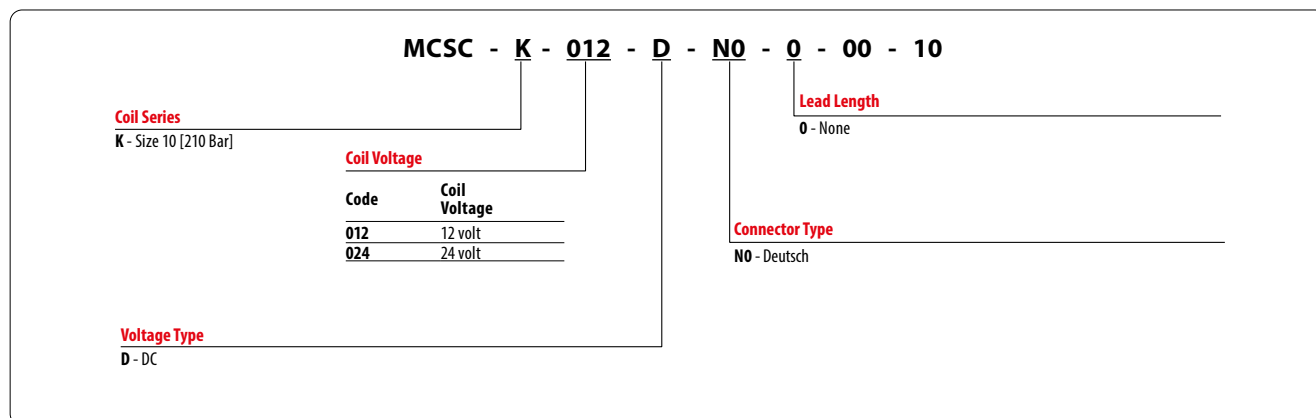 MCSC - K - 012 - D - N0 - 0 - 00 - 10
Coil Series
K - Size 10 [210 Bar]
Coil Voltage
Code Coil Voltage
012 12 volt
024 24 volt
Voltage Type
D - DC
Lead Length
0 - None
Connector Type
N0 - Deutsch